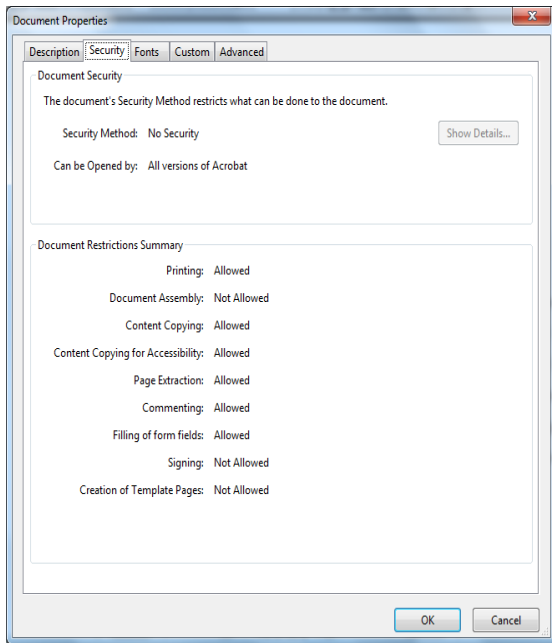 Document Properties
Description Security Fonts Custom Advanced
Document Security
The document's Security Method restricts what can be done to the document.
Security Method: No Security
Show Details...
Can be Opened by: All versions of Acrobat
Document Restrictions Summary
Printing: Allowed
Document Assembly: Not Allowed
Content Copying: Allowed
Content Copying for Accessibility: Allowed
Page Extraction: Allowed
Commenting: Allowed
Filling of form fields: Allowed
Signing: Not Allowed
Creation of Template Pages: Not Allowed
OK Cancel